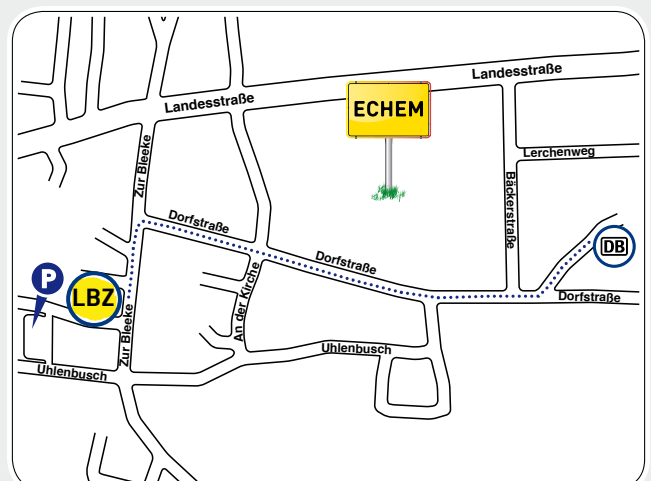 Landesstraße
Landesstraße
ECHEM
Lerchenweg
Zur Bleeke
Bäckerstraße
Dorfstraße
Dorfstraße
DB
P
An der Kirche
LBZ
Dorfstraße
Zur Bleeke
Uhlenbusch
Uhlenbusch